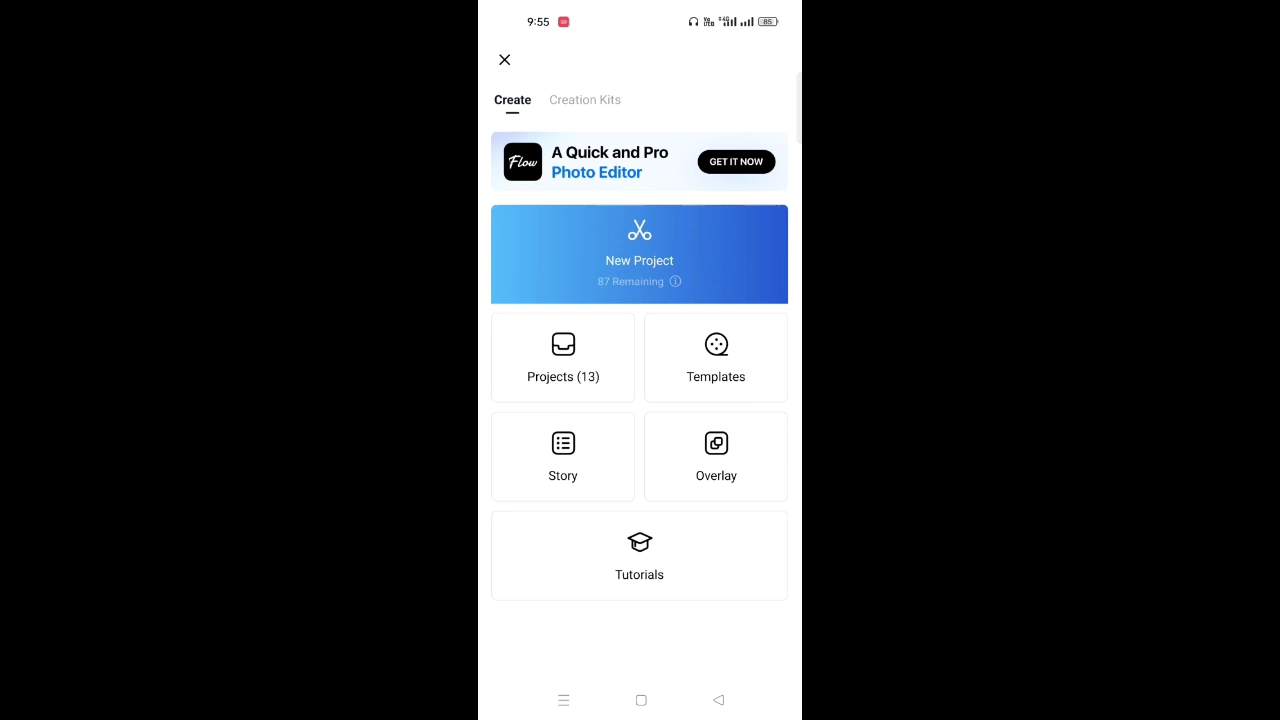 9:55
85
Create Creation Kits
Flow
A Quick and Pro
Photo Editor
GET IT NOW
New Project
87 Remaining
Projects (13)
Templates
Story
Overlay
Tutorials